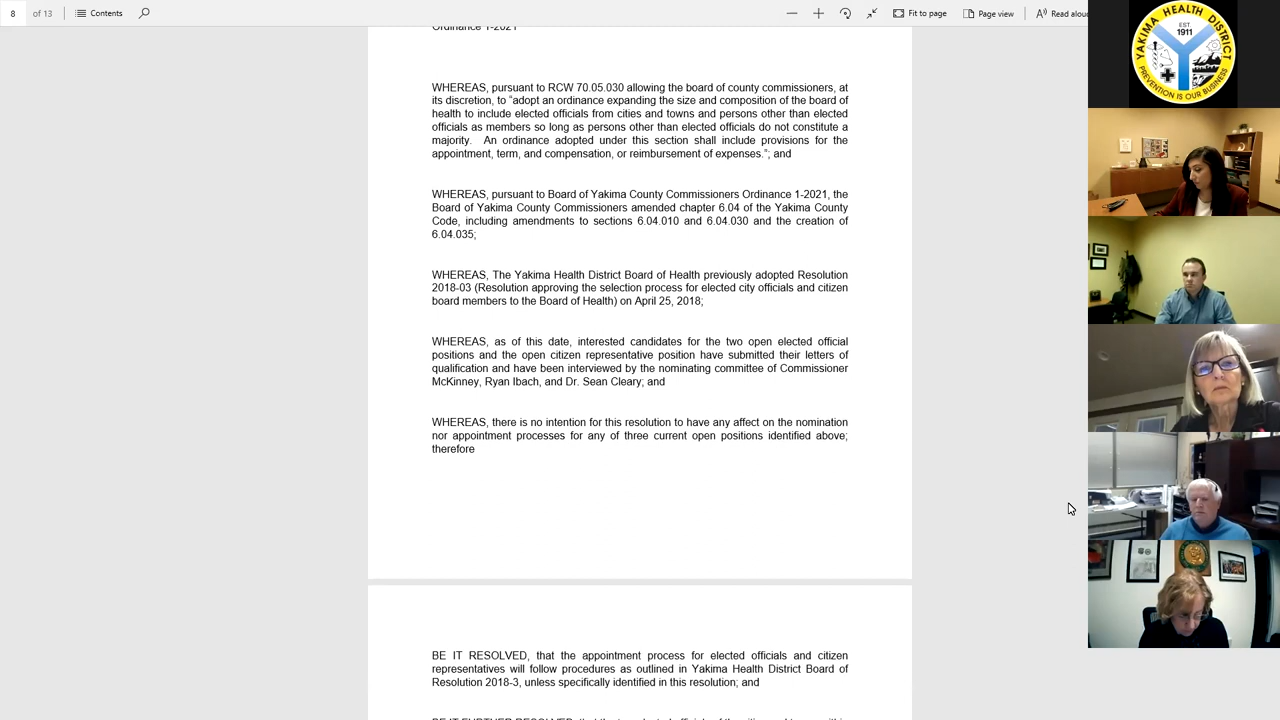 8 of 13 Contents Fit to page Page view Read alou
Ordinance 1-2021
WHEREAS, pursuant to RCW 70.05.030 allowing the board of county commissioners, at
its discretion, to “adopt an ordinance expanding the size and composition of the board of
health to include elected officials from cities and towns and persons other than elected
officials as members so long as persons other than elected officials do not constitute a
majority. An ordinance adopted under this section shall include provisions for the
appointment, term, and compensation, or reimbursement of expenses.”; and
WHEREAS, pursuant to Board of Yakima County Commissioners Ordinance 1-2021, the
Board of Yakima County Commissioners amended chapter 6.04 of the Yakima County
Code, including amendments to sections 6.04.010 and 6.04.030 and the creation of
6.04.035;
WHEREAS, The Yakima Health District Board of Health previously adopted Resolution
2018-03 (Resolution approving the selection process for elected city officials and citizen
board members to the Board of Health) on April 25, 2018;
WHEREAS, as of this date, interested candidates for the two open elected official
positions and the open citizen representative position have submitted their letters of
qualification and have been interviewed by the nominating committee of Commissioner
McKinney, Ryan Ibach, and Dr. Sean Cleary; and
WHEREAS, there is no intention for this resolution to have any affect on the nomination
nor appointment processes for any of three current open positions identified above;
therefore
BE IT RESOLVED, that the appointment process for elected officials and citizen
representatives will follow procedures as outlined in Yakima Health District Board of
Resolution 2018-3, unless specifically identified in this resolution; and
BE IT FURTHER RESOLVED, that the
YAKIMA HEALTH DISTRICT
EST.
1911
PREVENTION IS OUR BUSINESS